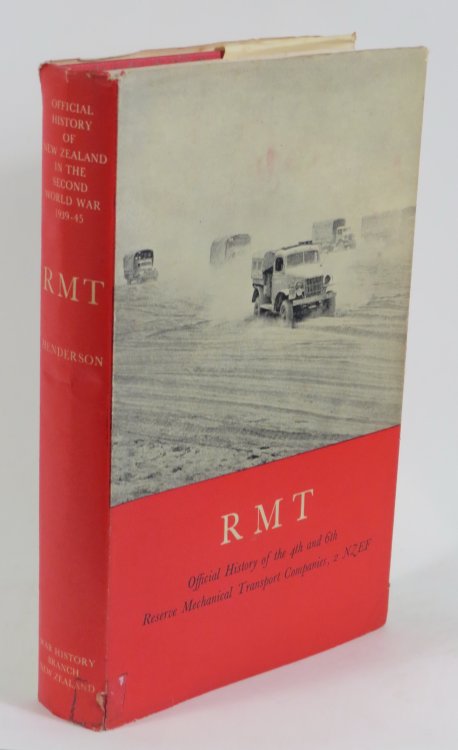 OFFICIAL
HISTORY
OF
NEW ZEALAND
IN THE
SECOND
WORLD WAR
1939-45
RMT
HENDERSON
WAR HISTORY
BRANCH
NEW ZEALAND
RMT
Official History of the 4th and 6th
Reserve Mechanical Transport Companies, 2 NZEF